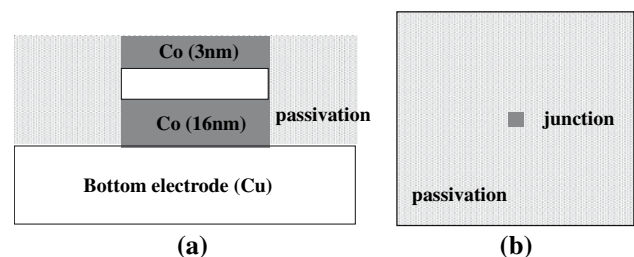 Co (3nm)
Co (16nm)
passivation
Bottom electrode (Cu)
(a)
junction
passivation
(b)